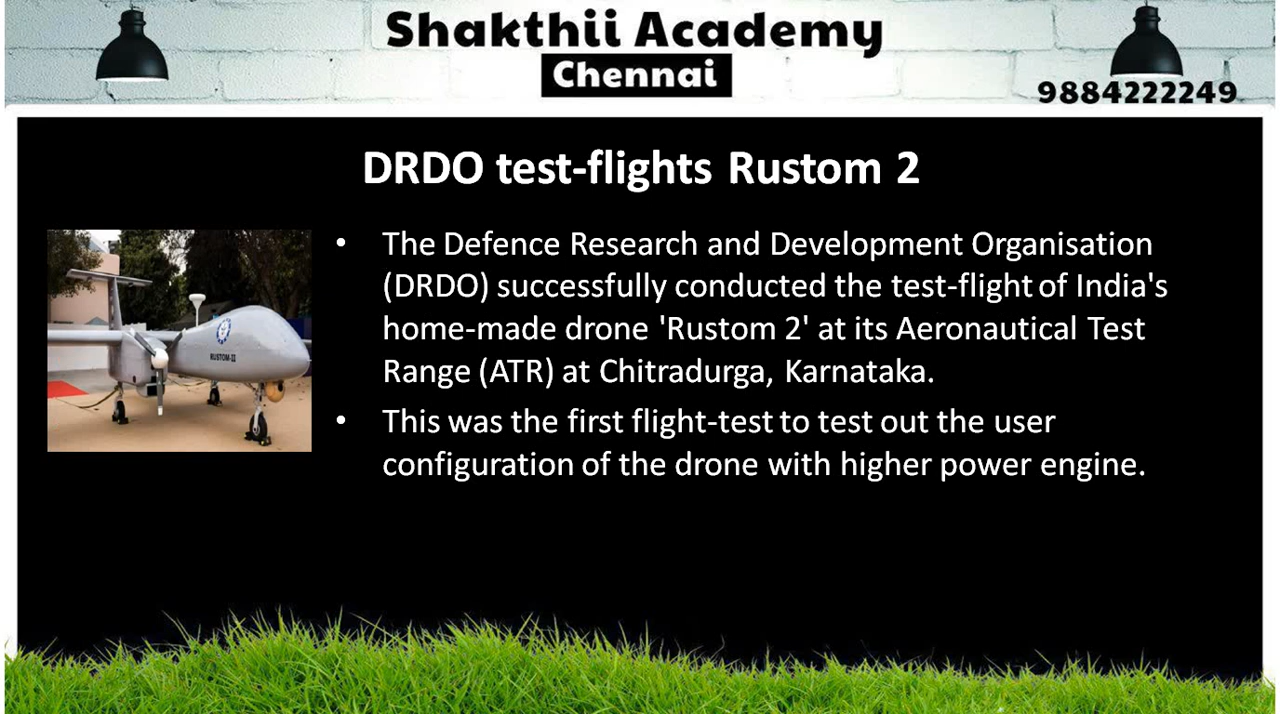 Shakthii Academy
Chennai
9884222249
DRDO test-flights Rustom 2
• The Defence Research and Development Organisation
(DRDO) successfully conducted the test-flight of India's
home-made drone 'Rustom 2' at its Aeronautical Test
Range (ATR) at Chitradurga, Karnataka.
• This was the first flight-test to test out the user
configuration of the drone with higher power engine.
RUSTOM-II